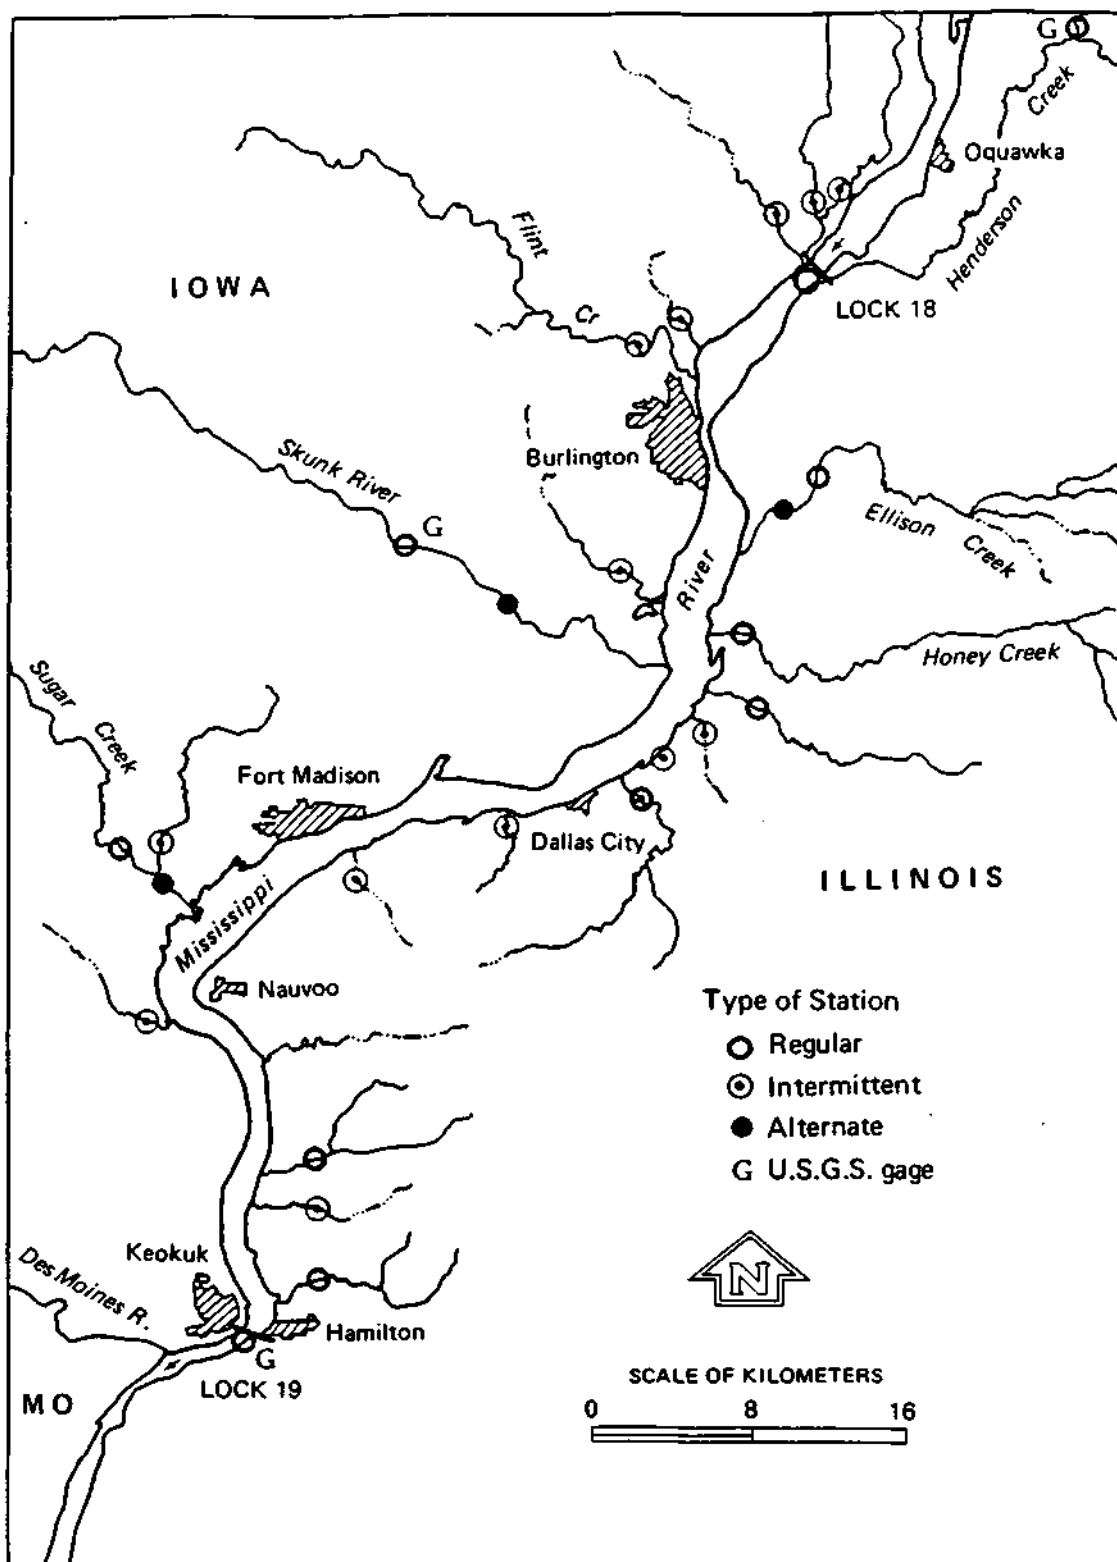 G
Creek
Oquawka
Henderson
Flint
IOWA
Cr
LOCK 18
Burlington
Skunk River
G
Ellison
Creek
River
Honey Creek
Sugar
Creek
Fort Madison
Dallas City
ILLINOIS
Mississippi
Nauvoo
Type of Station
Regular
Intermittent
Alternate
G U.S.G.S. gage
Keokuk
Des Moines R.
N
Hamilton
G
LOCK 19
MO
SCALE OF KILOMETERS
0 8 16